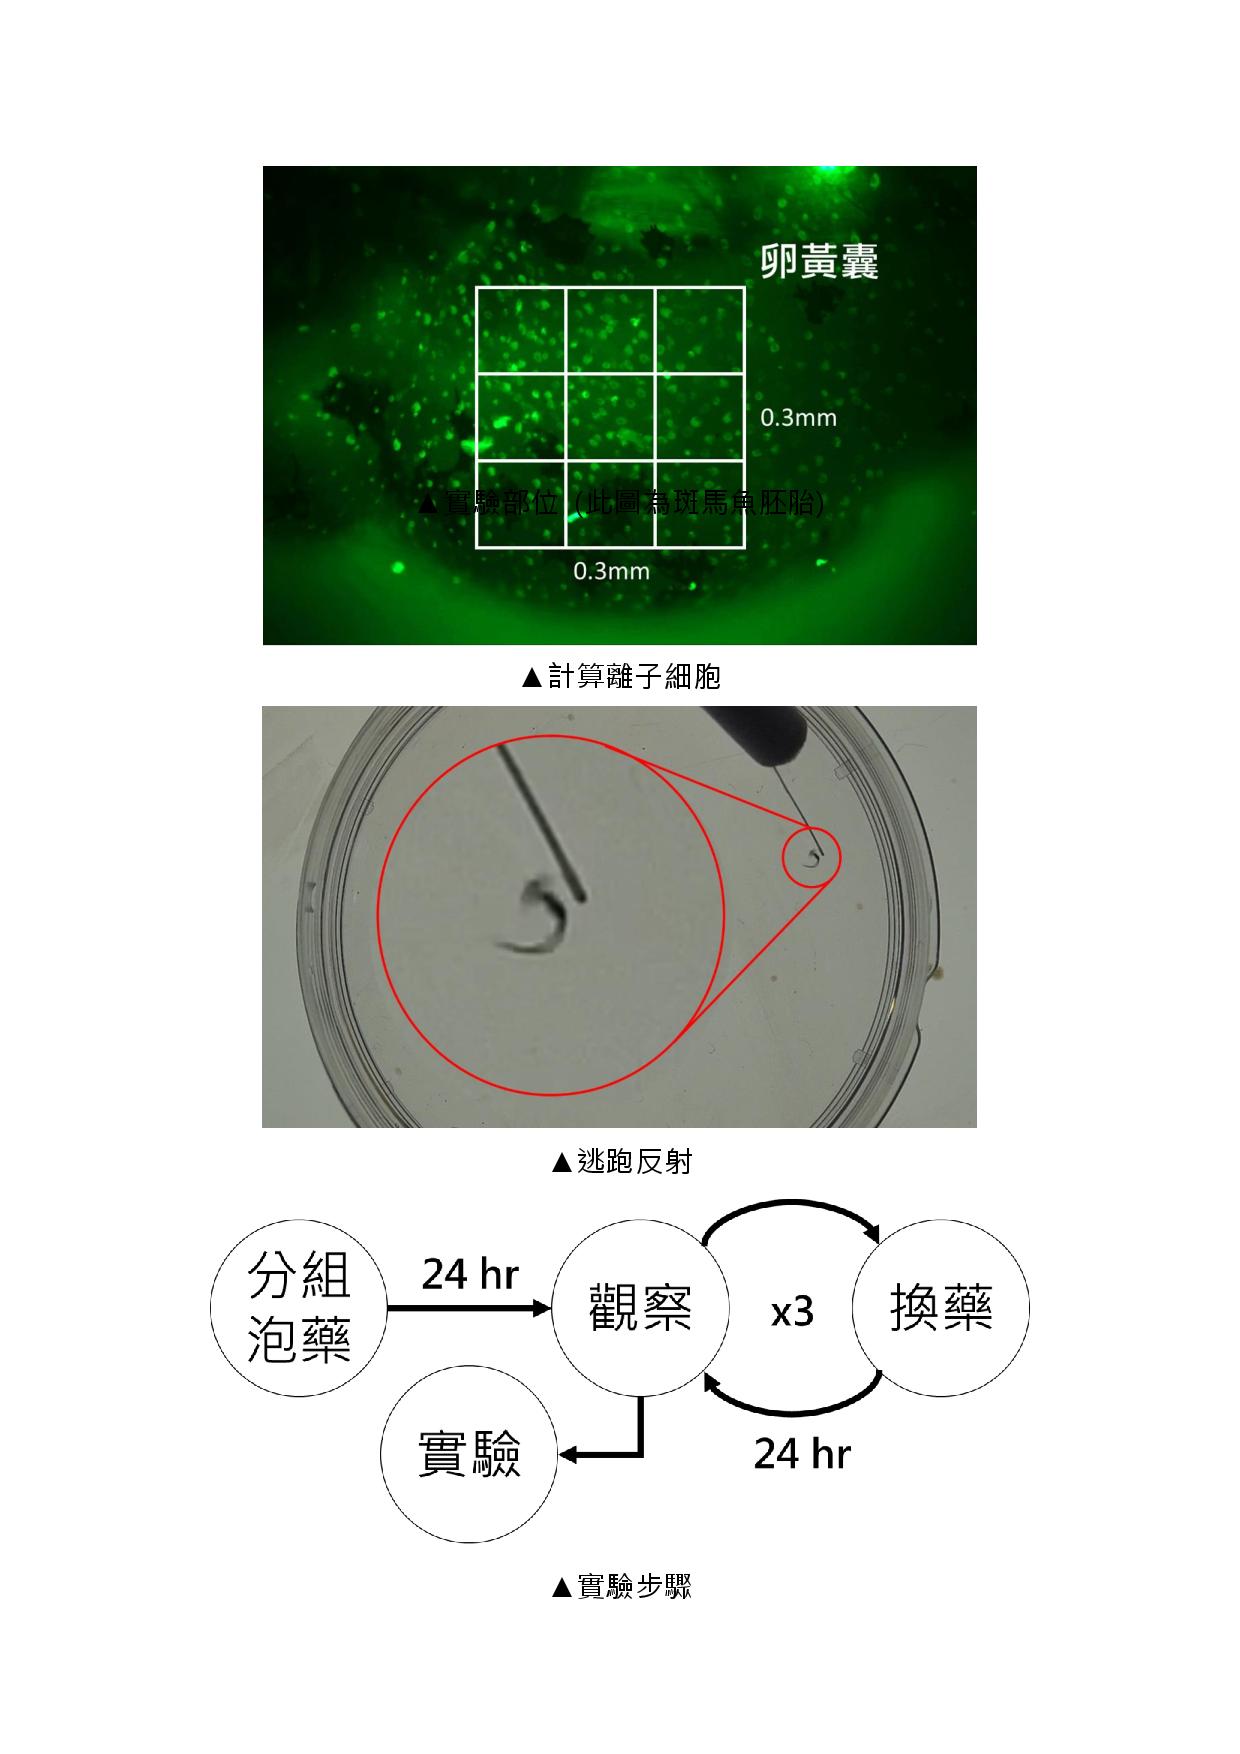 卵黃囊
0.3mm
▲實驗部位 (此圖為斑馬魚胚胎)
0.3mm
▲計算離子細胞
▲逃跑反射
分組
泡藥
24 hr
觀察
x3
換藥
實驗
24 hr
▲實驗步驟